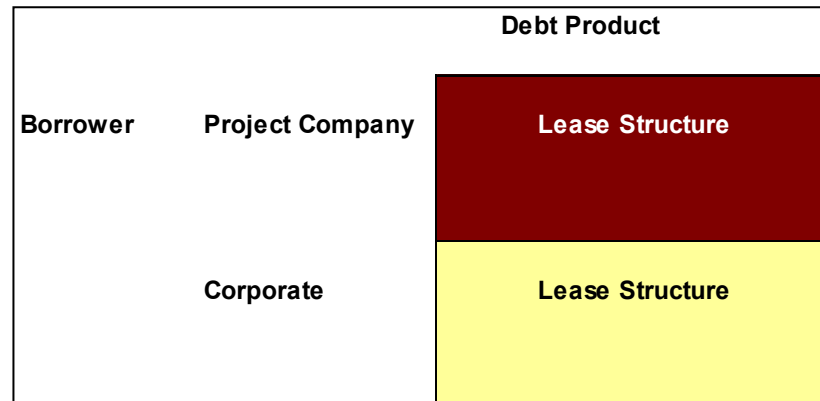 Debt Product
Borrower Project Company Lease Structure
Corporate Lease Structure